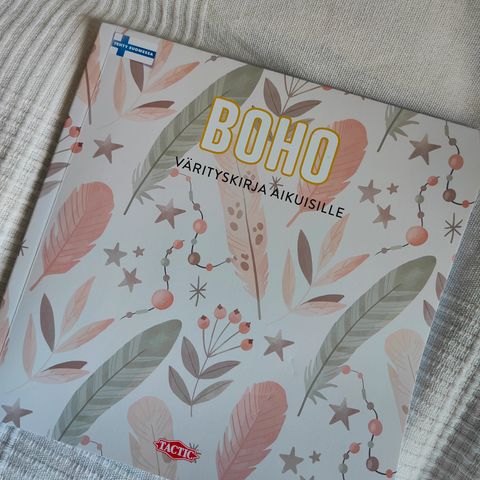 TEHTY SUOMESSA
BOHO
VÄRITYSKIRJA AIKUISILLE
TACTIC